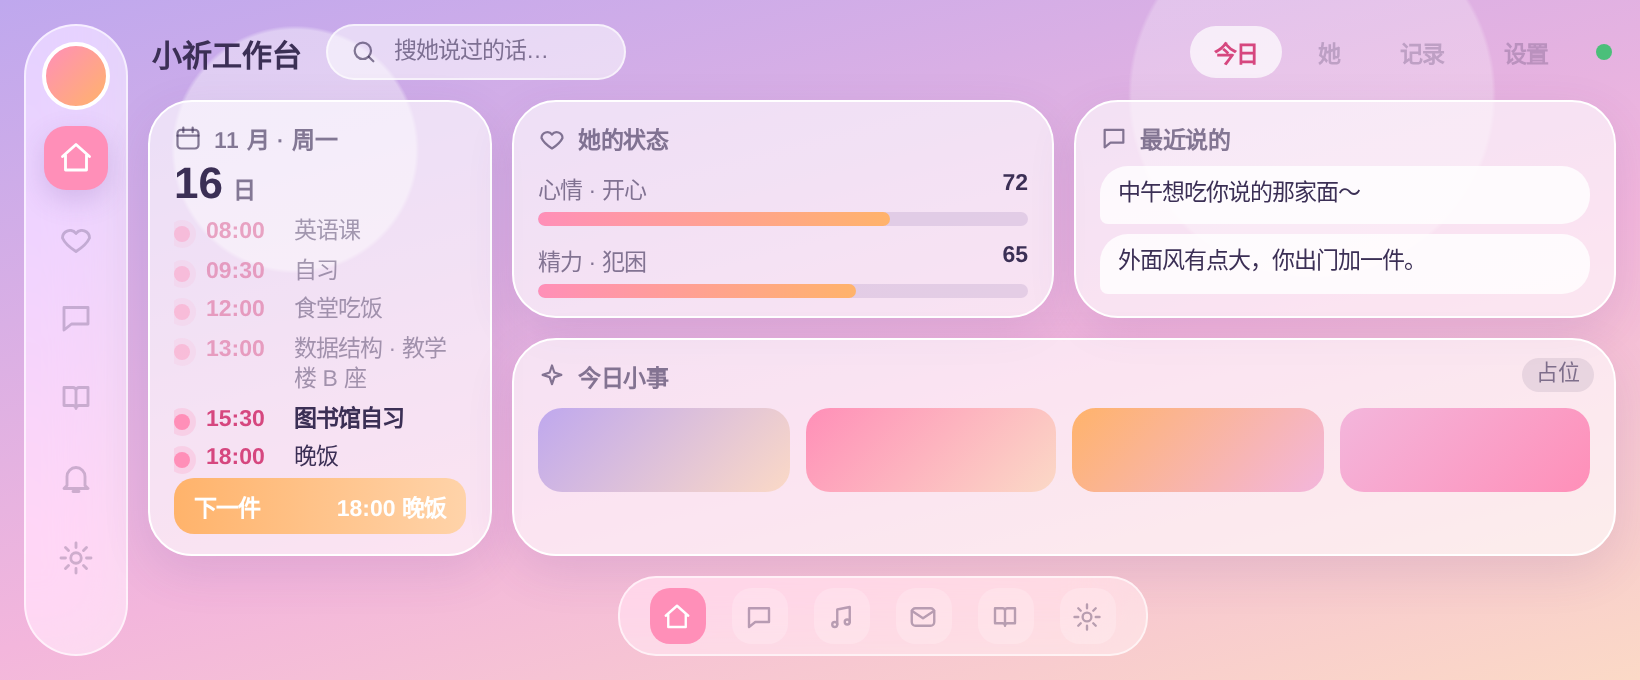 小祈工作台
搜她说过的话…
今日
她
记录
设置
11 月 · 周一
16 日
08:00 英语课
09:30 自习
12:00 食堂吃饭
13:00 数据结构 · 教学
楼 B 座
15:30 图书馆自习
18:00 晚饭
下一件 18:00 晚饭
她的状态
心情 · 开心 72
精力 · 犯困 65
最近说的
中午想吃你说的那家面～
外面风有点大，你出门加一件。
今日小事
占位